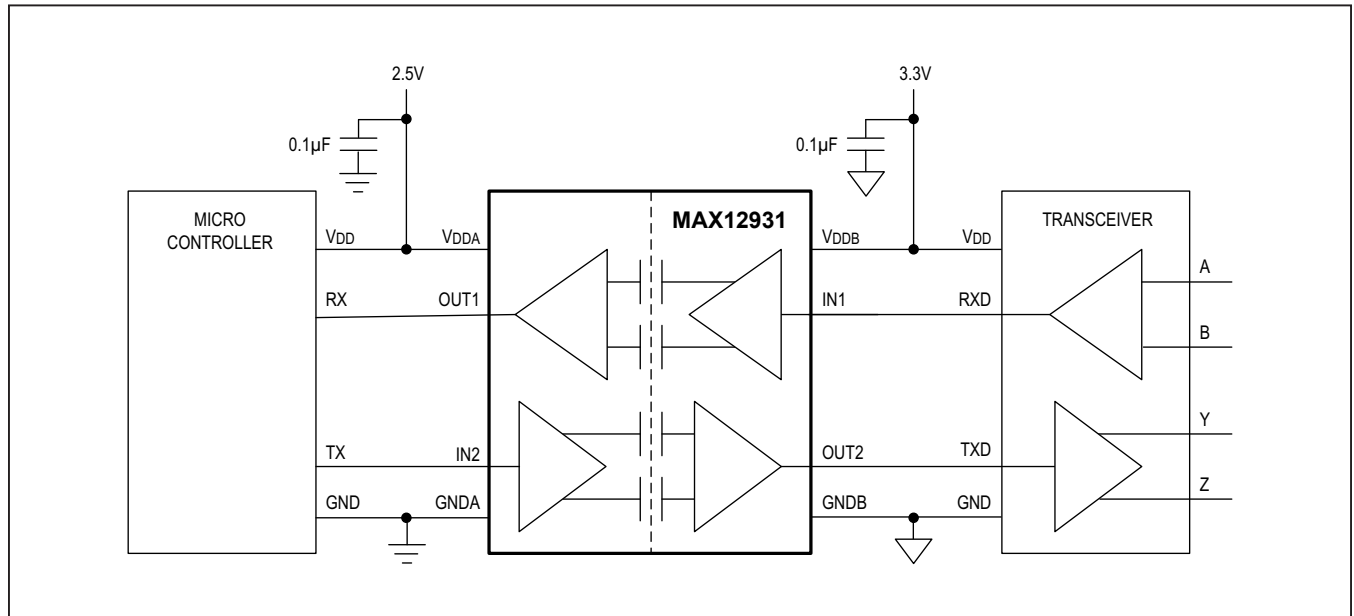 2.5V
3.3V
0.1µF
0.1µF
MICRO
CONTROLLER
VDD
VDDA
MAX12931
VDDB
VDD
TRANSCEIVER
A
RX
OUT1
IN1
RXD
B
Y
TX
IN2
OUT2
TXD
Z
GND
GNDA
GNDB
GND